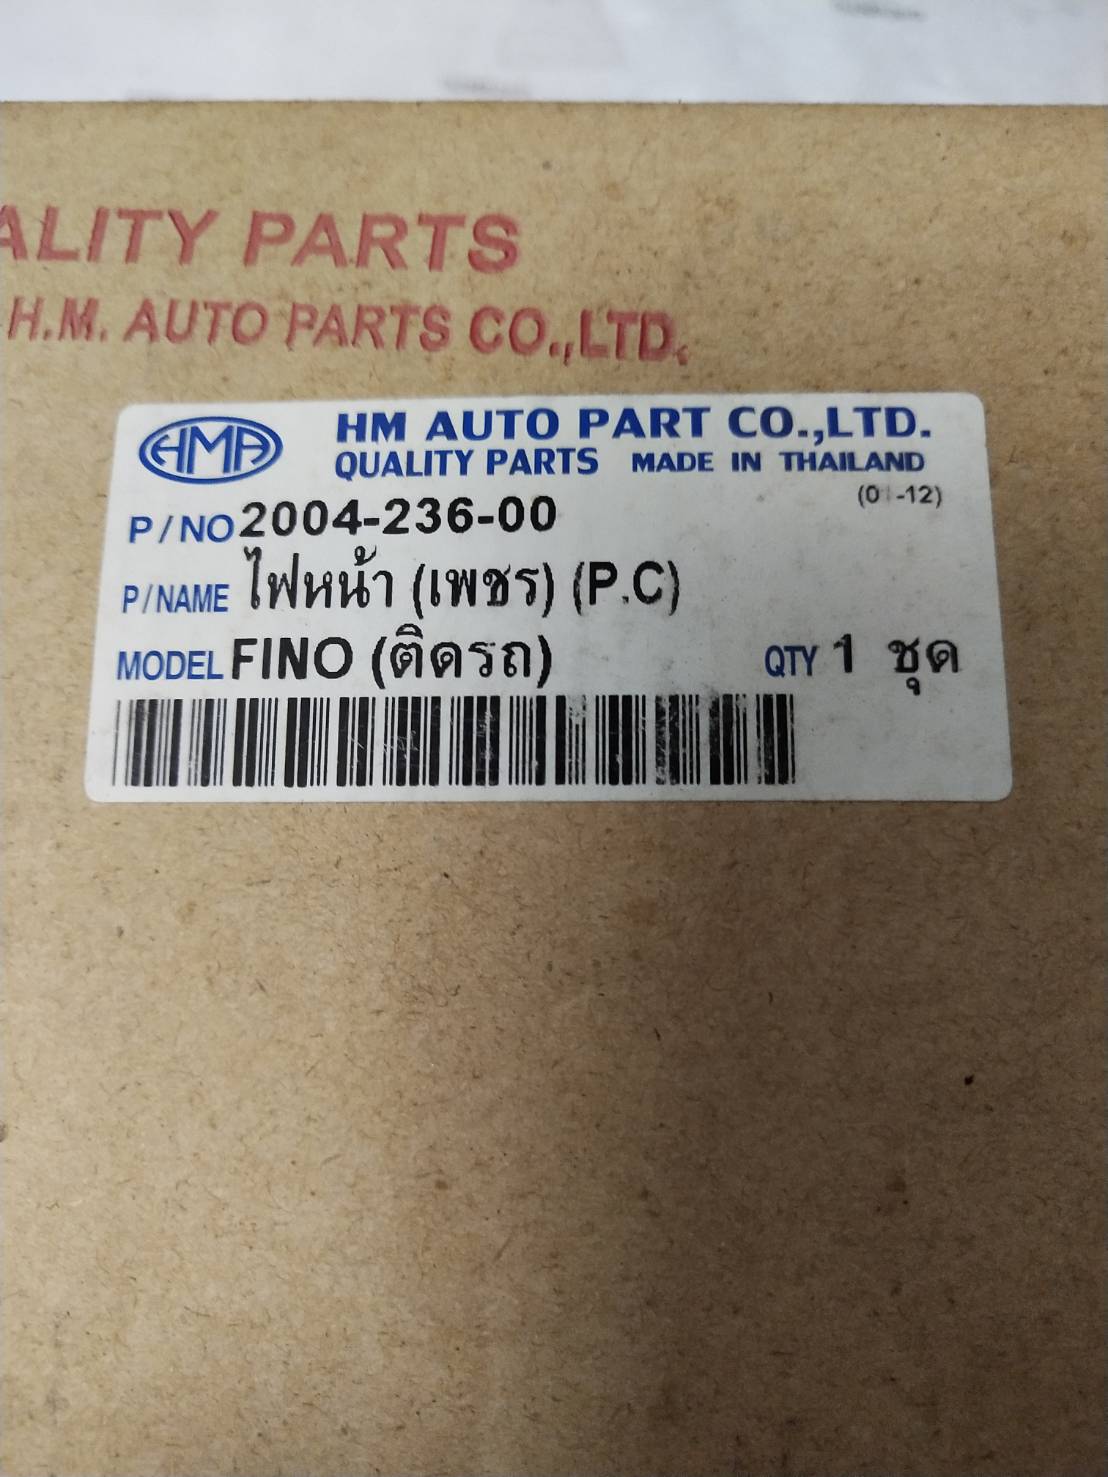 ALITY PARTS
H.M. AUTO PARTS CO.,LTD.
HMA HM AUTO PART CO.,LTD.
QUALITY PARTS MADE IN THAILAND
P/NO 2004-236-00
P/NAME ไฟหน้า (เพชร) (P.C)
MODEL FINO (ติดรถ) QTY 1 ชุด